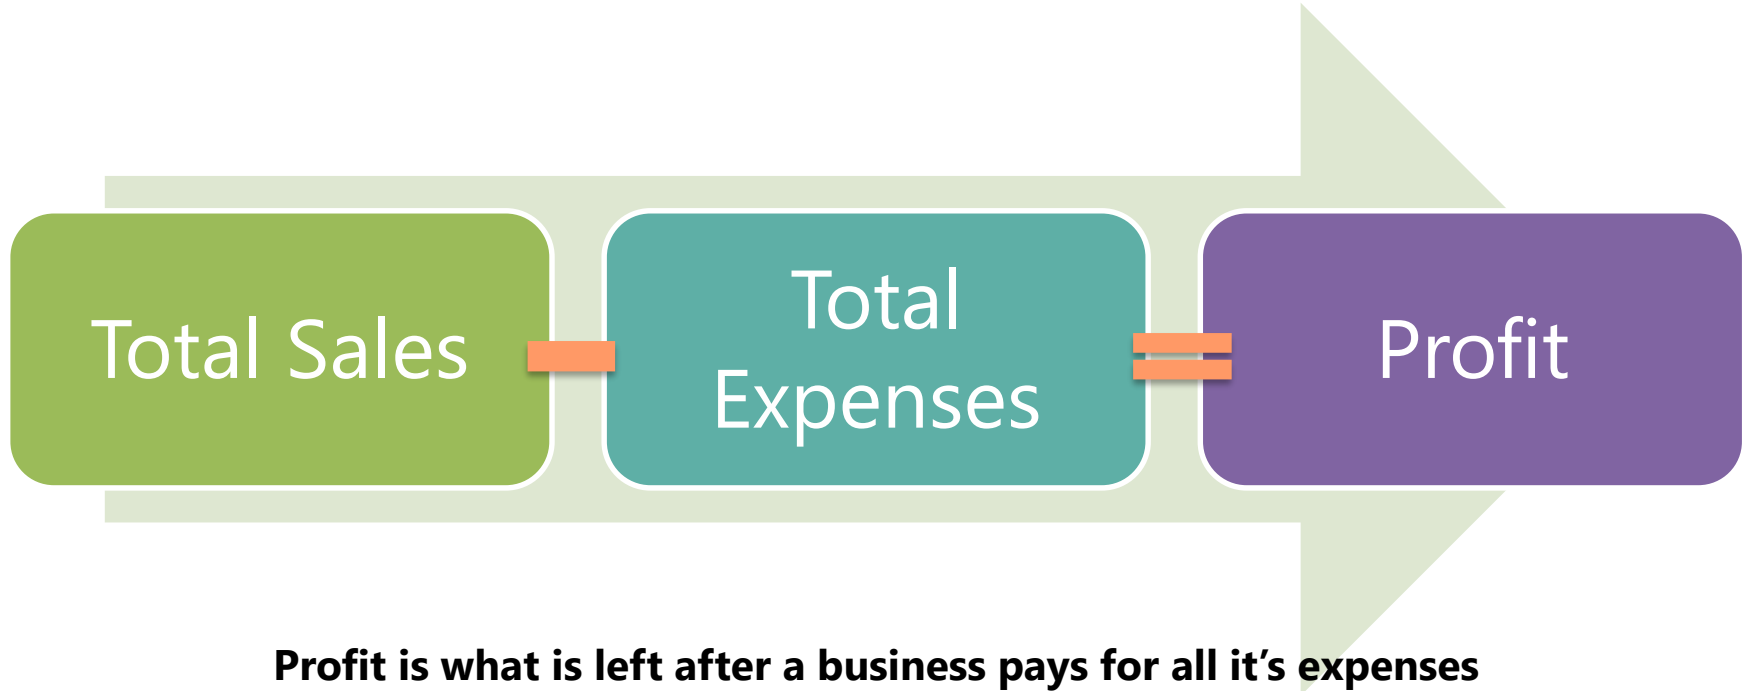 Total Sales
Total
Expenses
Profit
Profit is what is left after a business pays for all it’s expenses